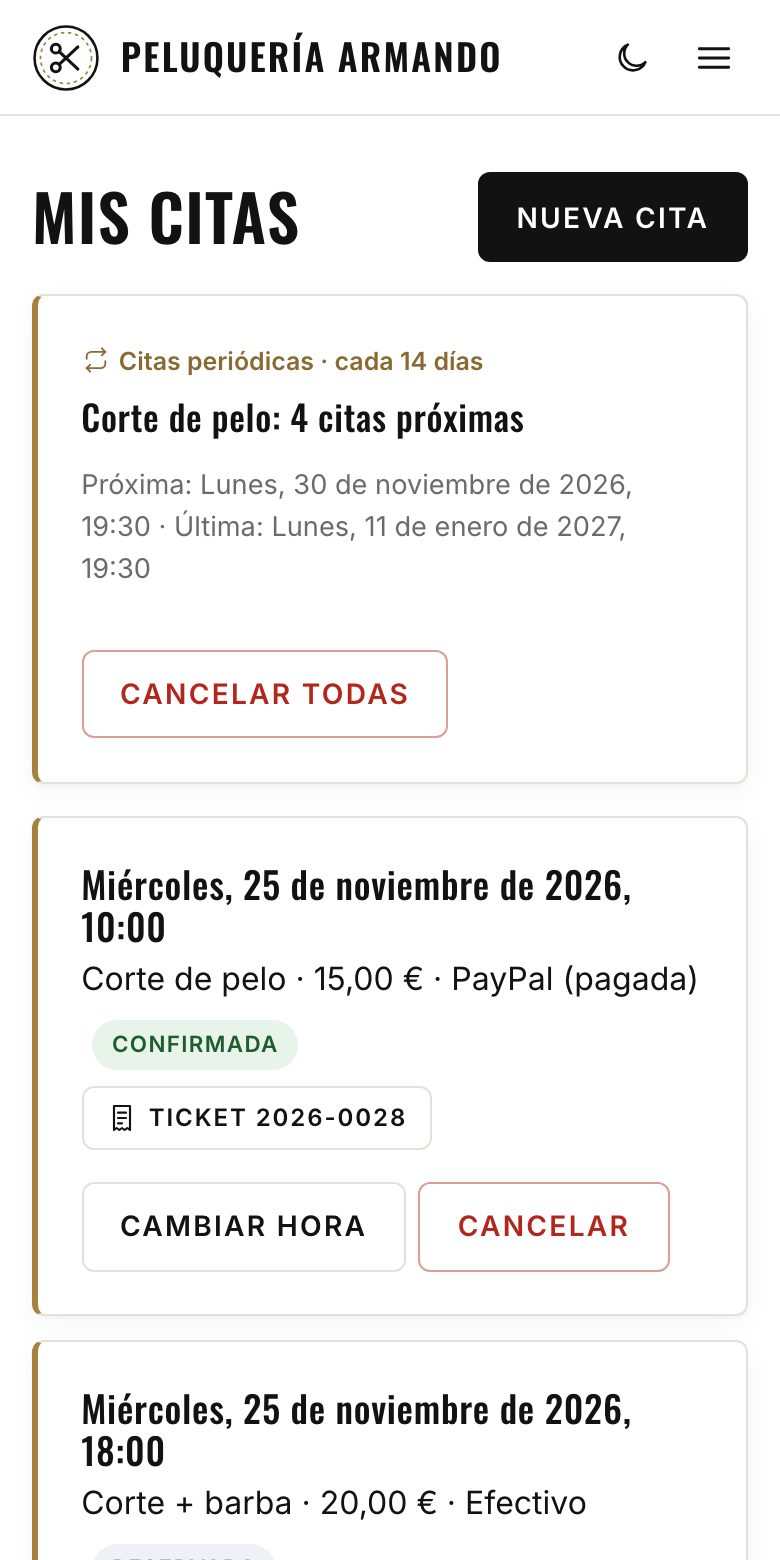 PELUQUERÍA ARMANDO
MIS CITAS
NUEVA CITA
Citas periódicas · cada 14 días
Corte de pelo: 4 citas próximas
Próxima: Lunes, 30 de noviembre de 2026,
19:30 · Última: Lunes, 11 de enero de 2027,
19:30
CANCELAR TODAS
Miércoles, 25 de noviembre de 2026,
10:00
Corte de pelo · 15,00 € · PayPal (pagada)
CONFIRMADA
TICKET 2026-0028
CAMBIAR HORA
CANCELAR
Miércoles, 25 de noviembre de 2026,
18:00
Corte + barba · 20,00 € · Efectivo